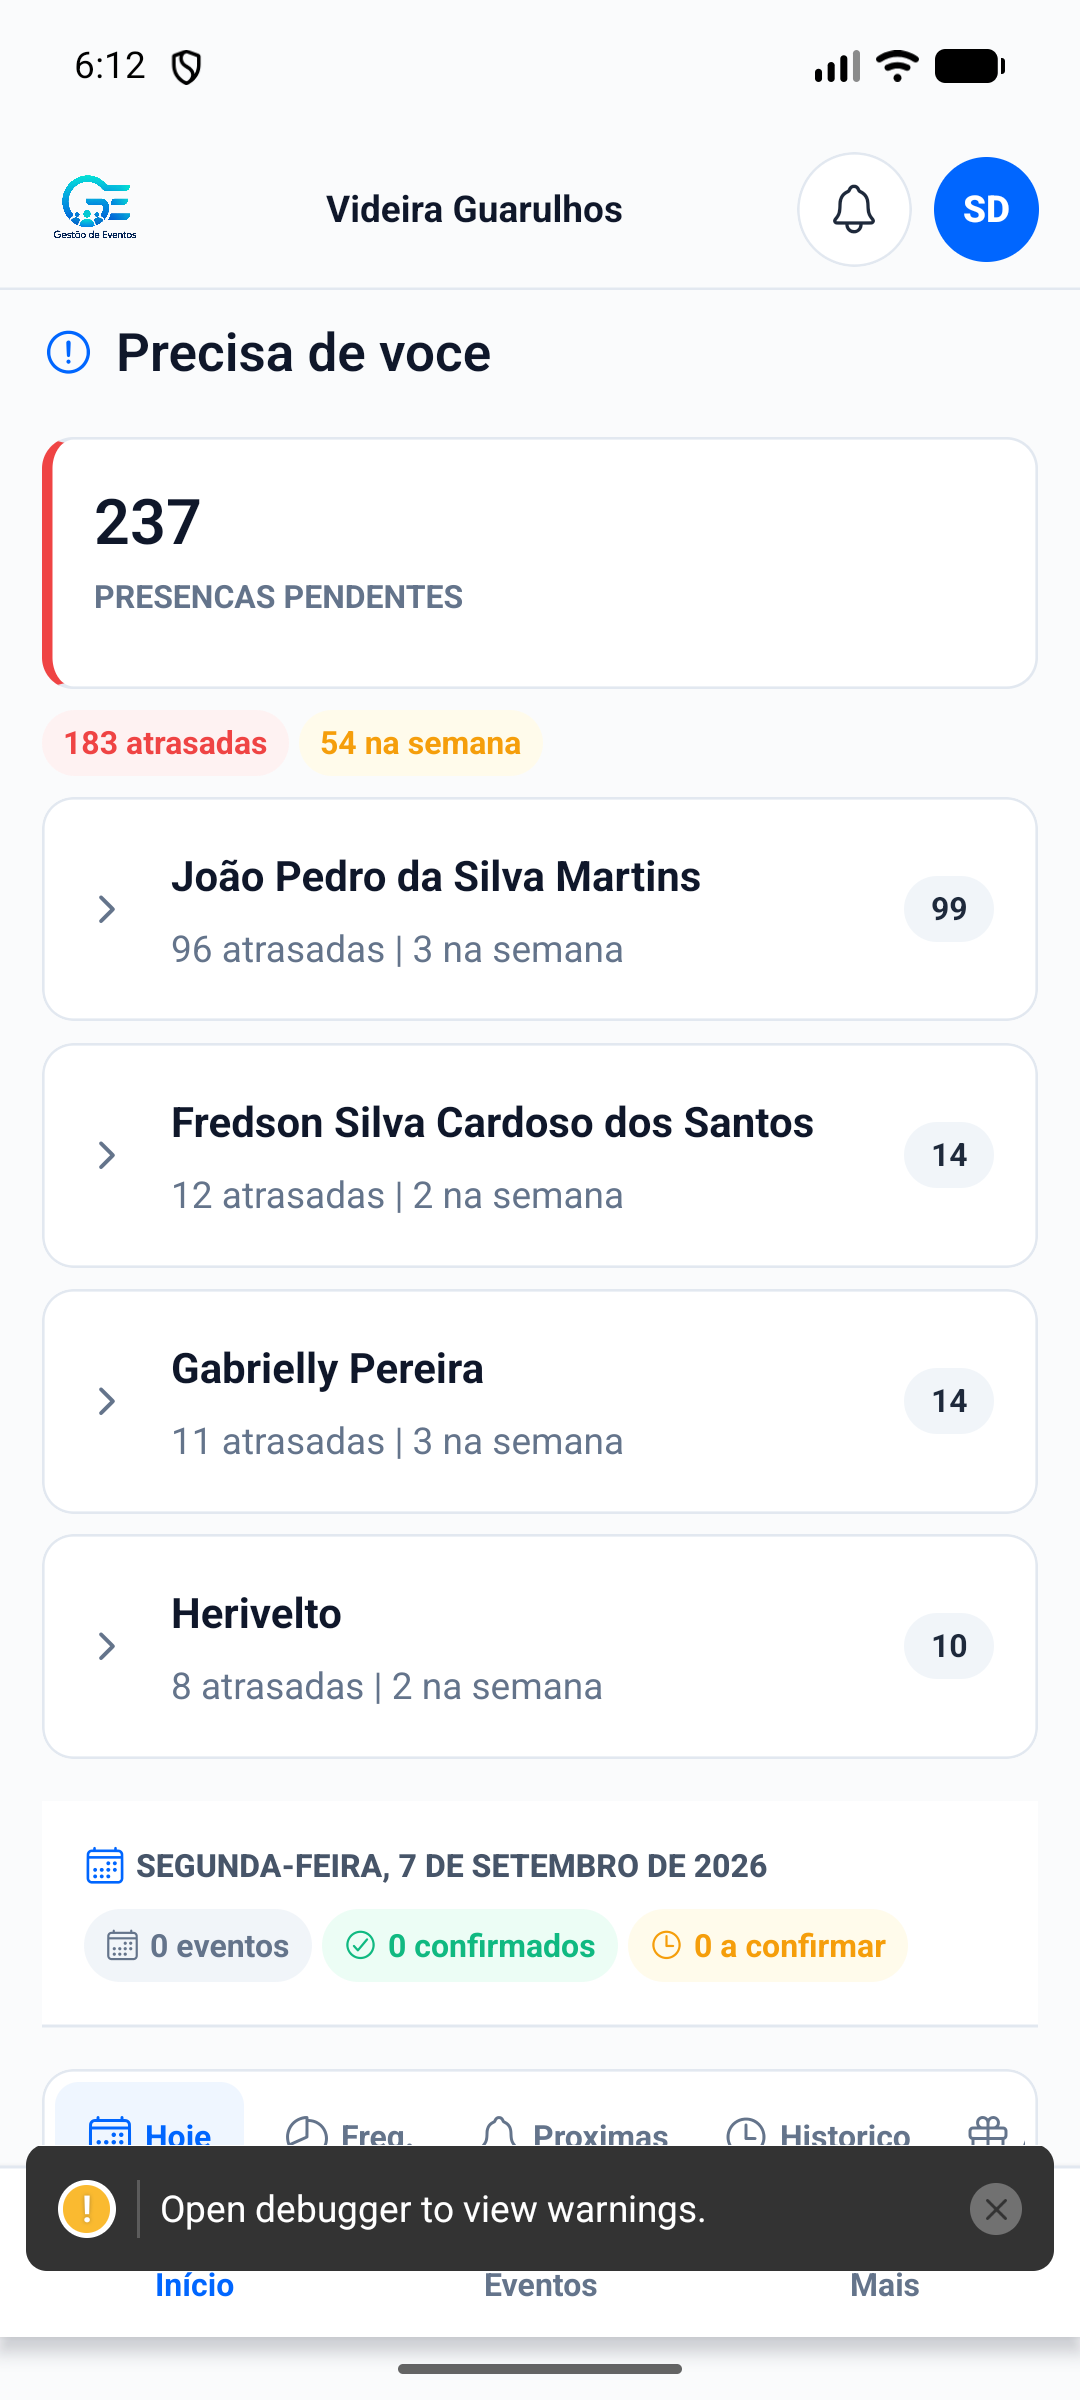 6:12
Gestão de Eventos
Videira Guarulhos
SD
Precisa de voce
237
PRESENCAS PENDENTES
183 atrasadas
54 na semana
João Pedro da Silva Martins
96 atrasadas | 3 na semana
99
Fredson Silva Cardoso dos Santos
12 atrasadas | 2 na semana
14
Gabrielly Pereira
11 atrasadas | 3 na semana
14
Herivelto
8 atrasadas | 2 na semana
10
SEGUNDA-FEIRA, 7 DE SETEMBRO DE 2026
0 eventos
0 confirmados
0 a confirmar
Hoje
Freq.
Proximas
Historico
Open debugger to view warnings.
Início
Eventos
Mais